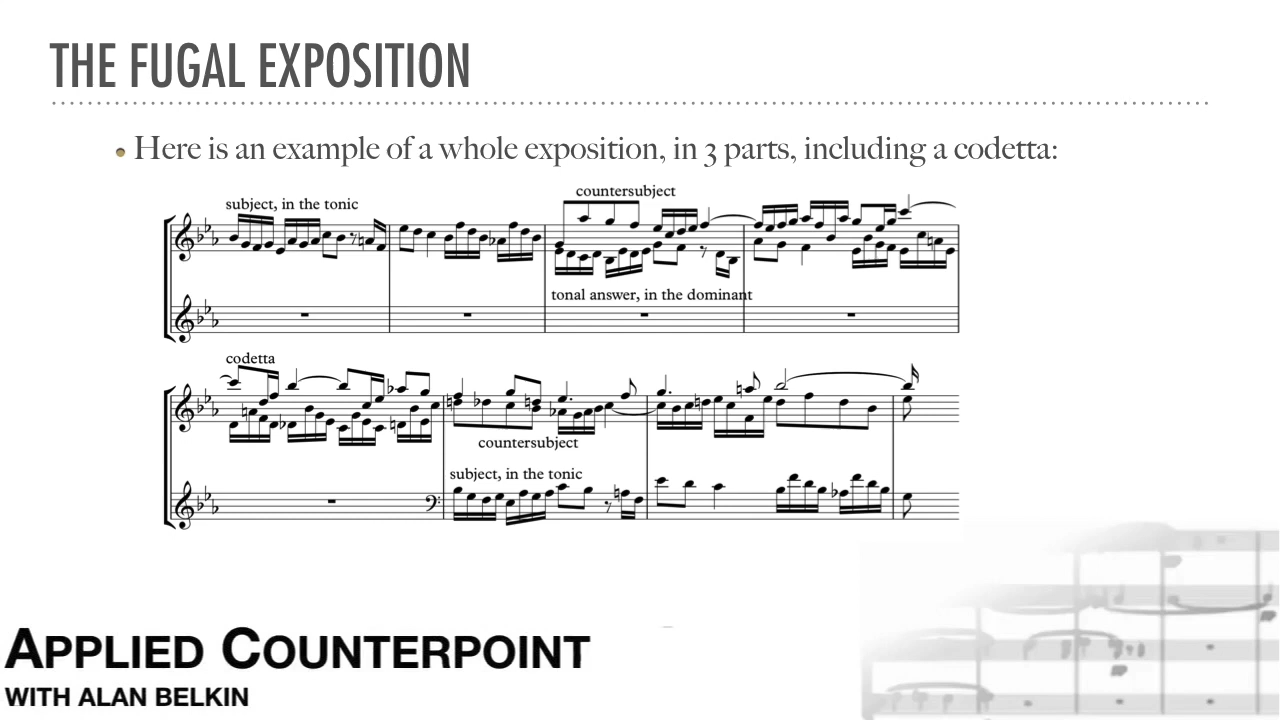 THE FUGAL EXPOSITION
• Here is an example of a whole exposition, in 3 parts, including a codetta:
countersubject
subject, in the tonic
tonal answer, in the dominant
codetta
countersubject
subject, in the tonic
APPLIED COUNTERPOINT
WITH ALAN BELKIN